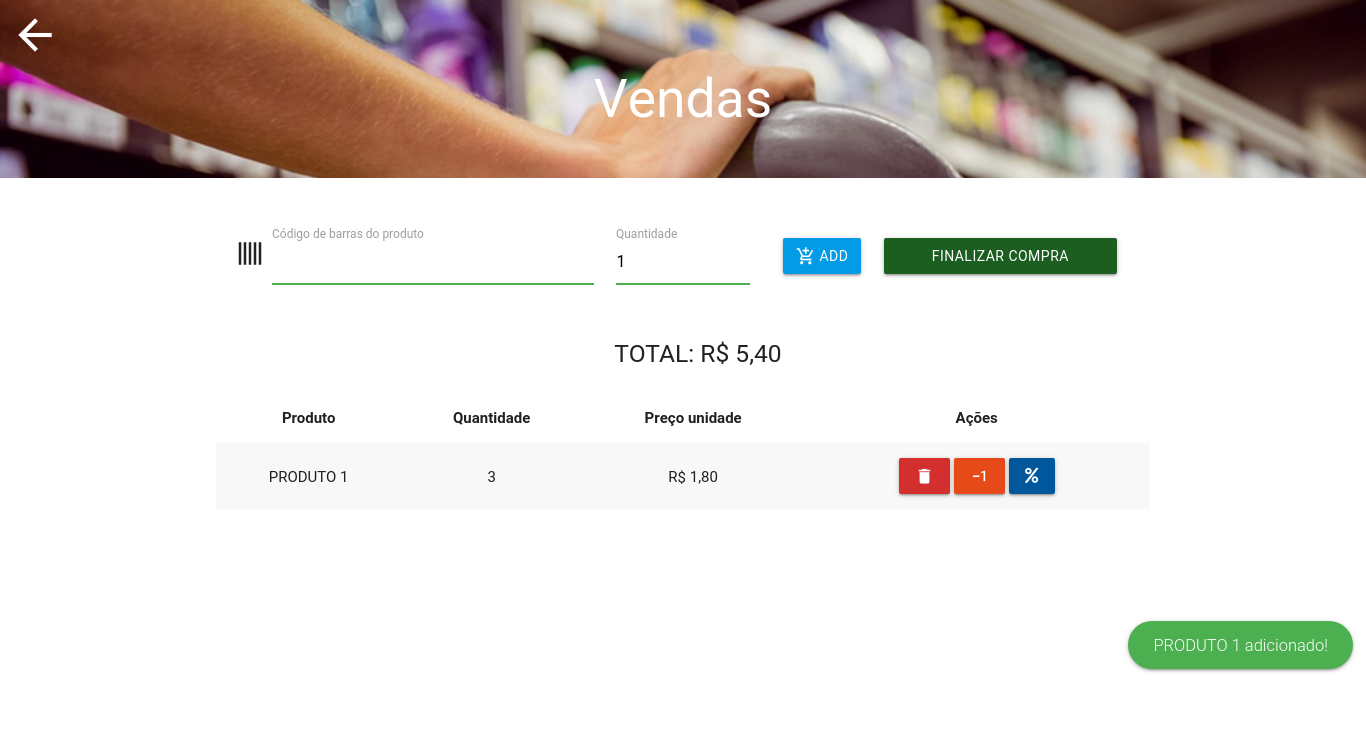 Vendas
Código de barras do produto
Quantidade
1
ADD
FINALIZAR COMPRA
TOTAL: R$ 5,40
Produto Quantidade Preço unidade Ações
PRODUTO 1 3 R$ 1,80 -1 %
PRODUTO 1 adicionado!